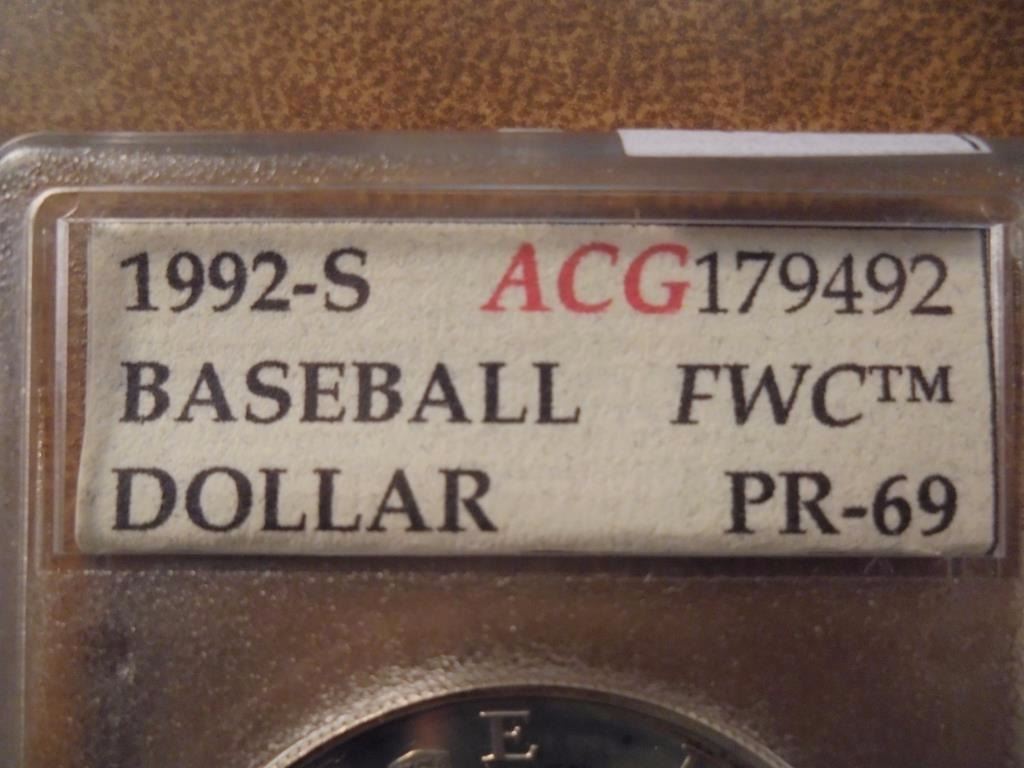 1992-S ACG179492
BASEBALL FWC™
DOLLAR PR-69
E